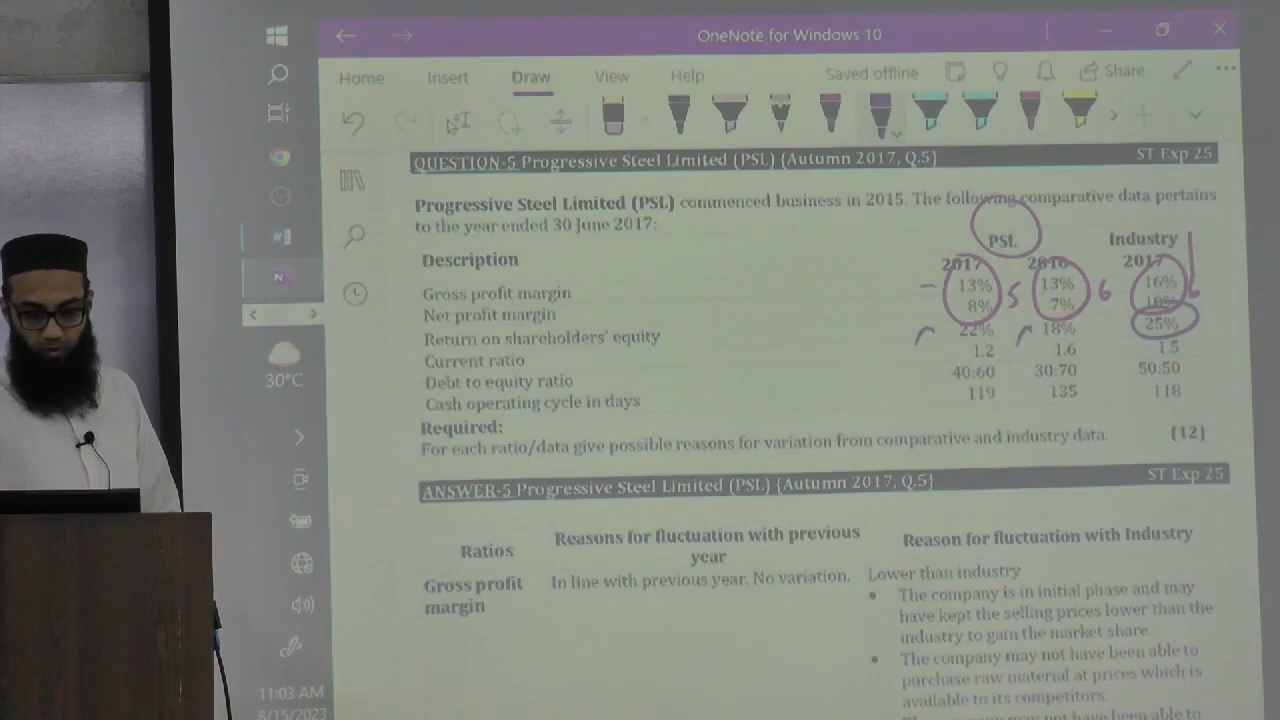 OneNote for Windows 10
Home Insert Draw View Help Saved offline Share
QUESTION-5 Progressive Steel Limited (PSL) {Autumn 2017, Q.5} ST Exp 25
Progressive Steel Limited (PSL) commenced business in 2015. The following comparative data pertains
to the year ended 30 June 2017:
PSL Industry
Description 2017 2016 2017
Gross profit margin 13% 13% 16%
Net profit margin 8% 5 7% 6 10% 6
Return on shareholders' equity 22% 18% 25%
Current ratio 1.2 1.6 1.5
Debt to equity ratio 40:60 30:70 50:50
Cash operating cycle in days 119 135 118
Required:
For each ratio/data give possible reasons for variation from comparative and industry data. (12)
ANSWER-5 Progressive Steel Limited (PSL) {Autumn 2017, Q.5} ST Exp 25
Ratios Reasons for fluctuation with previous year Reason for fluctuation with Industry
Gross profit margin In line with previous year. No variation. Lower than industry
• The company is in initial phase and may
have kept the selling prices lower than the
industry to gain the market share.
• The company may not have been able to
purchase raw material at prices which is
available to its competitors.
30°C
11:03 AM
8/15/2023